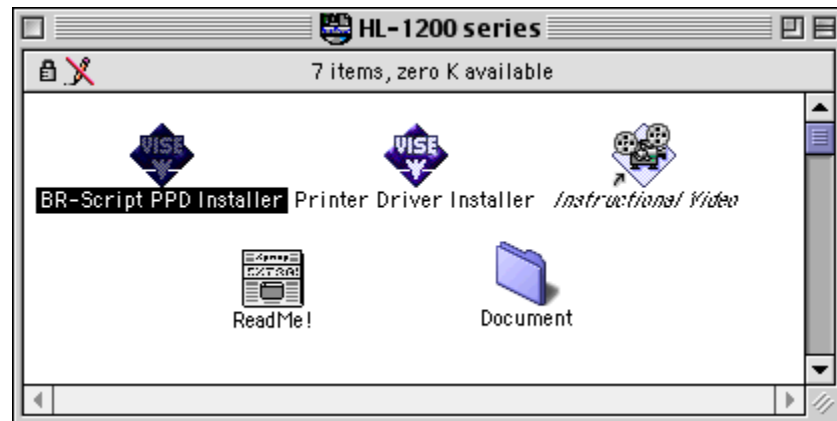 HL-1200 series
7 items, zero K available
VISE VISE
BR-Script PPD Installer Printer Driver Installer Instructional Video
EXTRA!
ReadMe! Document